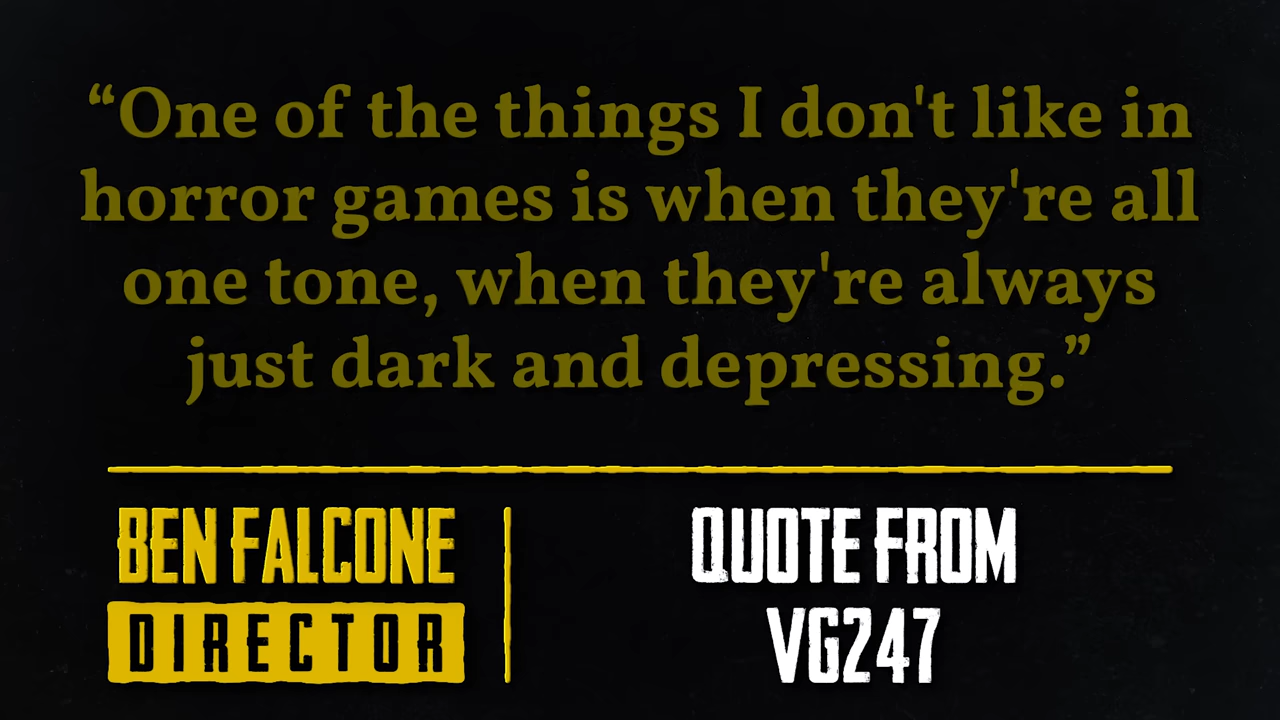 “One of the things I don't like in
horror games is when they're all
one tone, when they're always
just dark and depressing.”
BEN FALCONE
DIRECTOR
QUOTE FROM
VG247